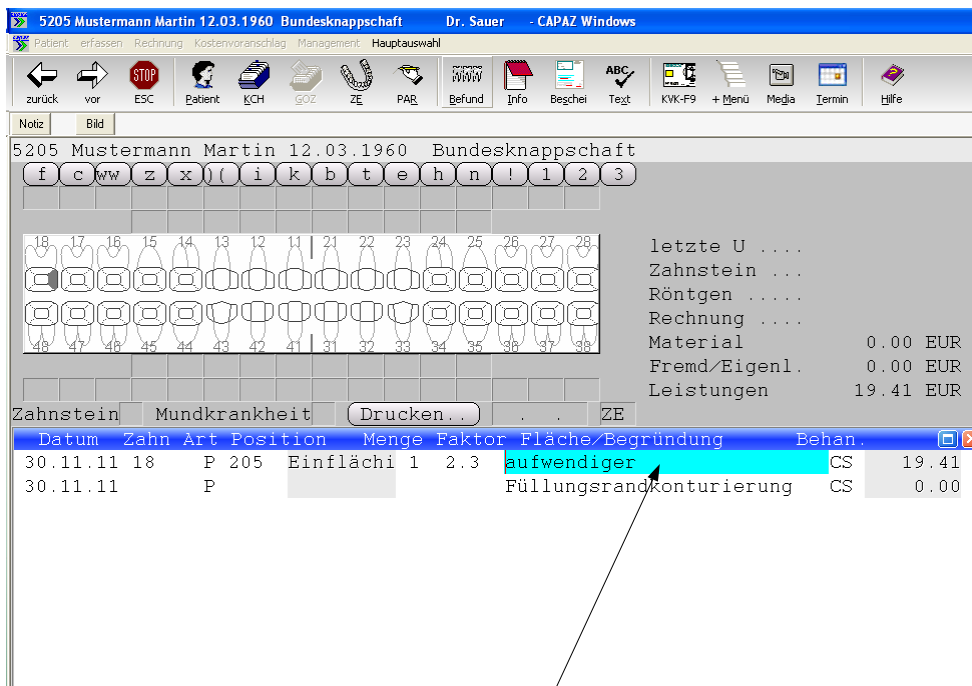 5205 Mustermann Martin 12.03.1960 Bundesknappschaft Dr. Sauer - CAPAZ Windows
Patient erfassen Rechnung Kostenvoranschlag Management Hauptauswahl
zurück vor ESC Patient KCH GOZ ZE PAR Befund Info Beschei Text KVK-F9 + Menü Media Termin Hilfe
Notiz Bild
5205 Mustermann Martin 12.03.1960 Bundesknappschaft
f c ww z x )( i k b t e h n ! 1 2 3
18 17 16 15 14 13 12 11 21 22 23 24 25 26 27 28
48 47 46 45 44 43 42 41 31 32 33 34 35 36 37 38
letzte U ....
Zahnstein ...
Röntgen .....
Rechnung ....
Material 0.00 EUR
Fremd/Eigenl. 0.00 EUR
Leistungen 19.41 EUR
Zahnstein Mundkrankheit Drucken.. . . ZE
Datum Zahn Art Position Menge Faktor Fläche/Begründung Behan.
30.11.11 18 P 205 Einflächi 1 2.3 aufwendiger CS 19.41
30.11.11 P Füllungsrandkonturierung CS 0.00